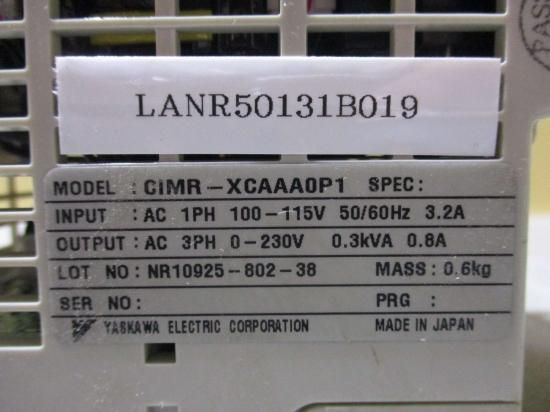 LANR50131B019
MODEL : CIMR-XCAAA0P1 SPEC:
INPUT : AC 1PH 100-115V 50/60Hz 3.2A
OUTPUT : AC 3PH 0-230V 0.3kVA 0.8A
LOT NO : NR10925-802-38 MASS : 0.6kg
SER NO: PRG :
YASKAWA ELECTRIC CORPORATION MADE IN JAPAN